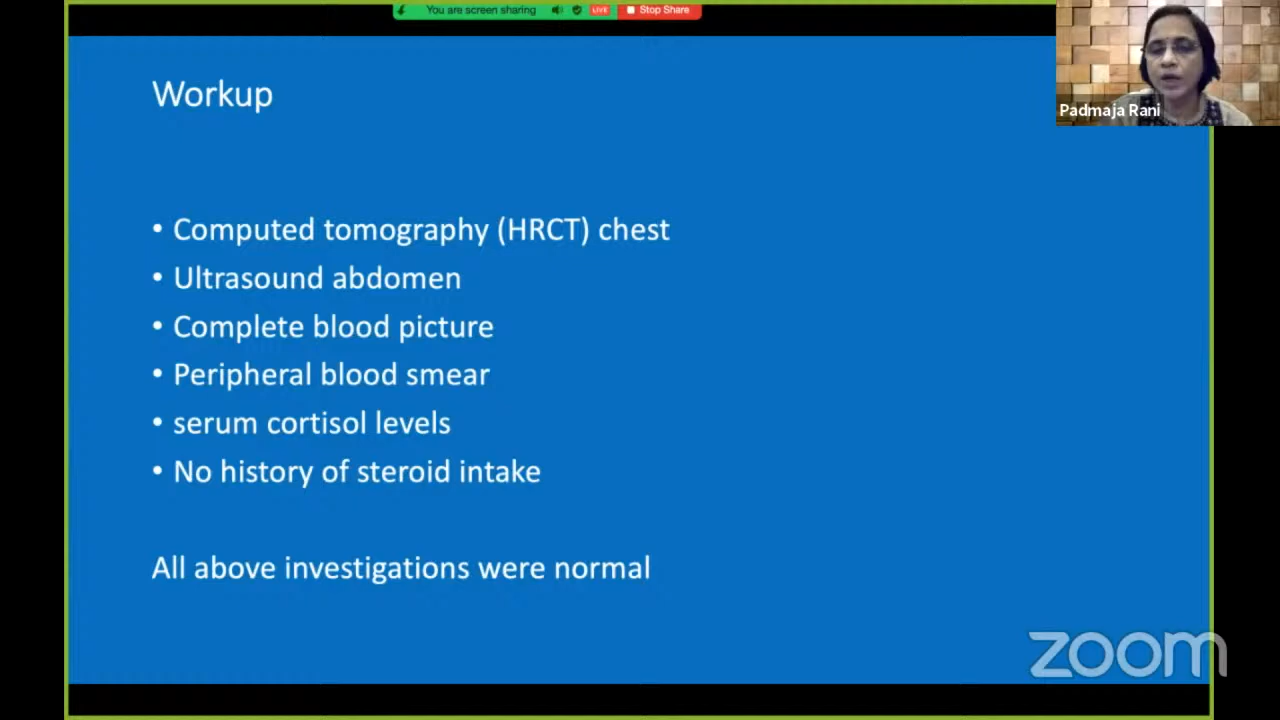 You are screen sharing LIVE Stop Share
Padmaja Rani
Workup
• Computed tomography (HRCT) chest
• Ultrasound abdomen
• Complete blood picture
• Peripheral blood smear
• serum cortisol levels
• No history of steroid intake
All above investigations were normal
zoom